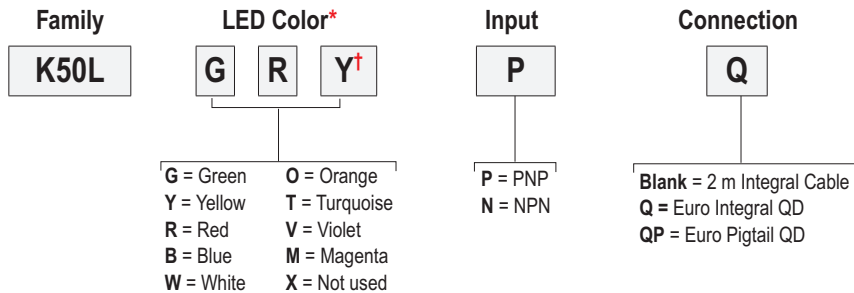 Family LED Color* Input Connection
K50L G R Y† P Q
G = Green O = Orange
Y = Yellow T = Turquoise
R = Red V = Violet
B = Blue M = Magenta
W = White X = Not used
P = PNP
N = NPN
Blank = 2 m Integral Cable
Q = Euro Integral QD
QP = Euro Pigtail QD